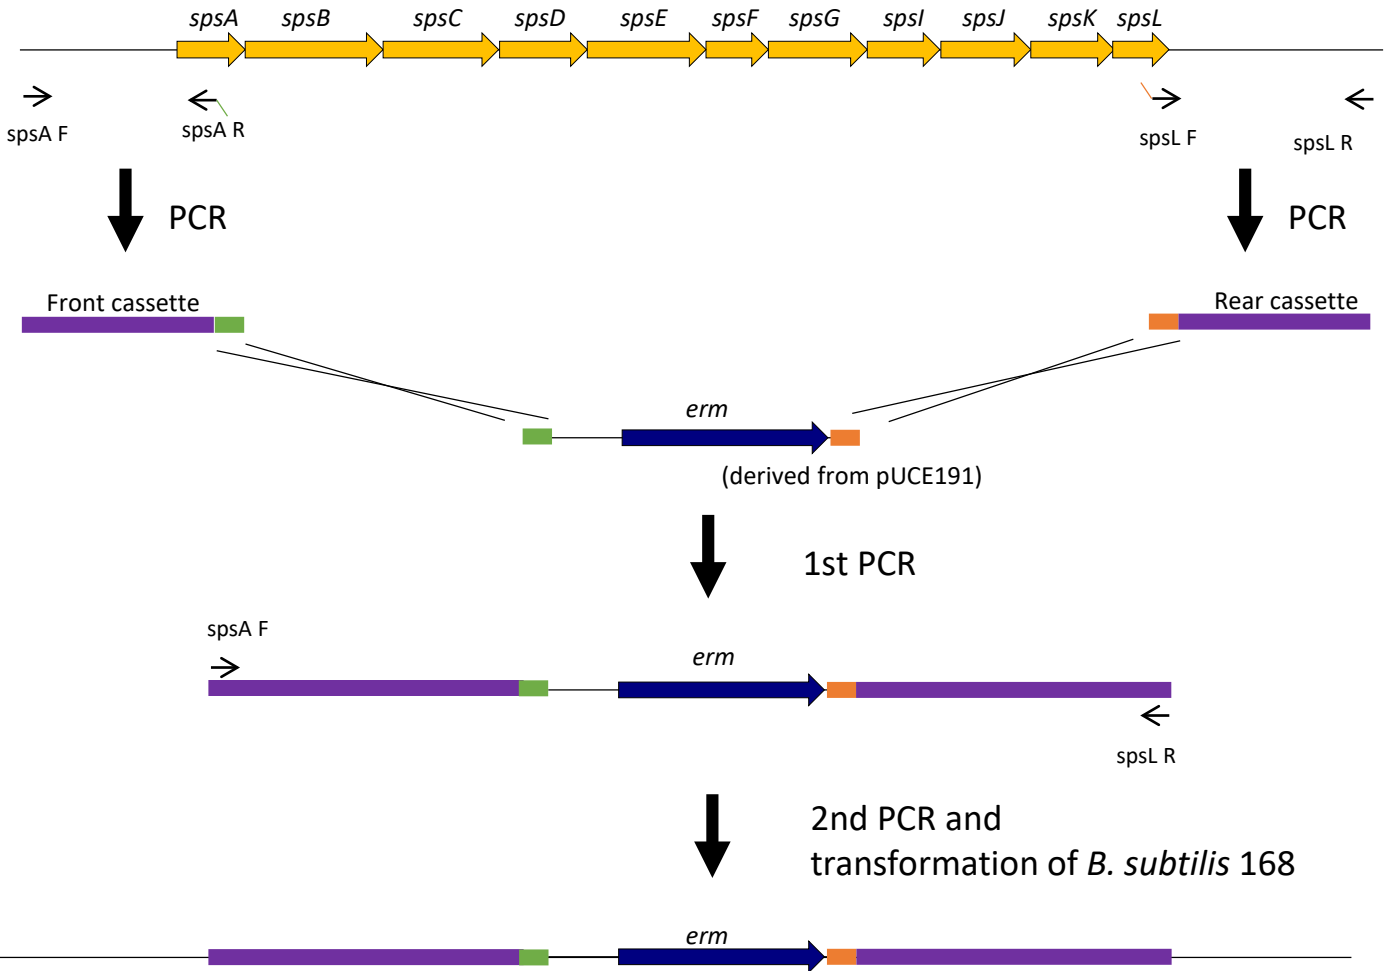 spsA spsB spsC spsD spsE spsF spsG spsI spsJ spsK spsL
spsA F
spsA R
spsL F
spsL R
PCR
PCR
Front cassette
Rear cassette
erm
(derived from pUCE191)
1st PCR
spsA F
erm
spsL R
2nd PCR and
transformation of B. subtilis 168
erm